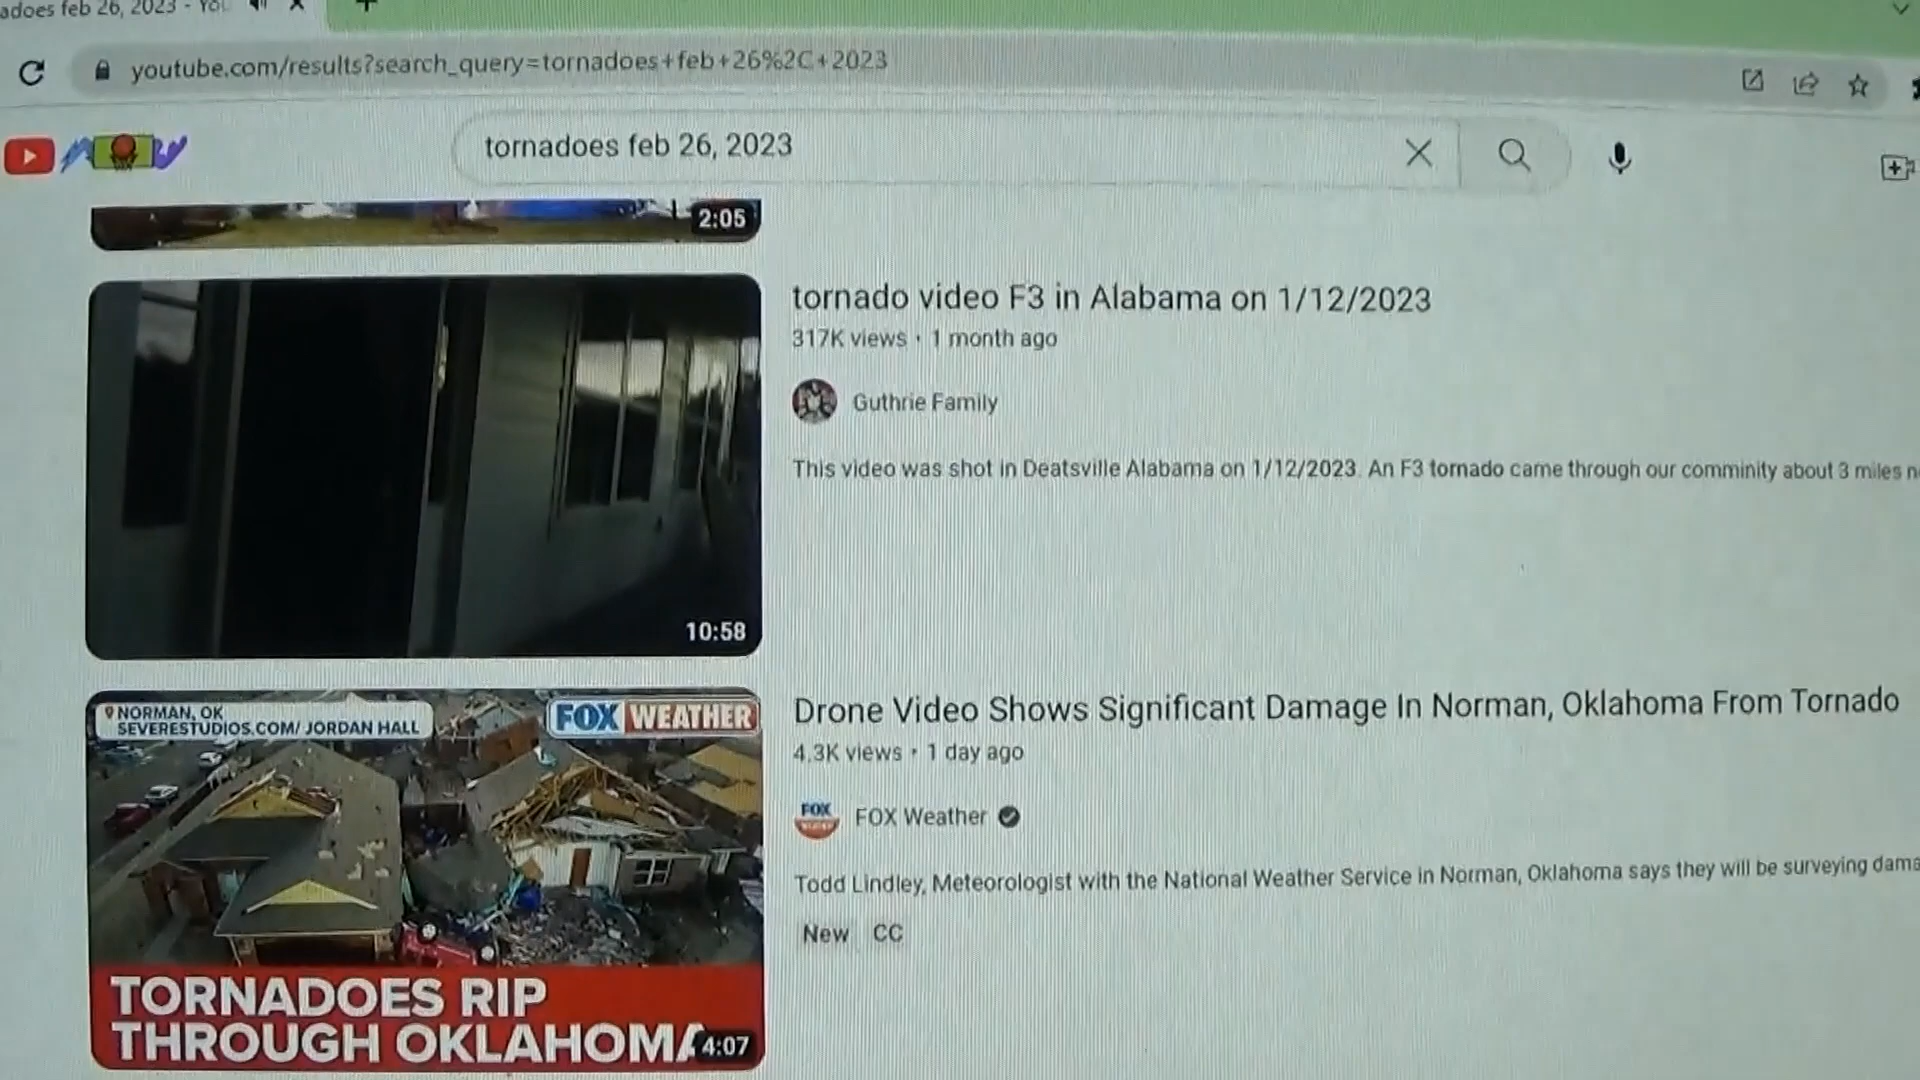 adoes feb 26, 2023 - You
youtube.com/results?search_query=tornadoes+feb+26%2C+2023
tornadoes feb 26, 2023
2:05
tornado video F3 in Alabama on 1/12/2023
317K views • 1 month ago
Guthrie Family
This video was shot in Deatsville Alabama on 1/12/2023. An F3 tornado came through our comminity about 3 miles n
10:58
NORMAN, OK
SEVERESTUDIOS.COM/ JORDAN HALL
FOX WEATHER
Drone Video Shows Significant Damage In Norman, Oklahoma From Tornado
4.3K views • 1 day ago
FOX
FOX Weather
Todd Lindley, Meteorologist with the National Weather Service in Norman, Oklahoma says they will be surveying dama
New CC
TORNADOES RIP
THROUGH OKLAHOMA
4:07